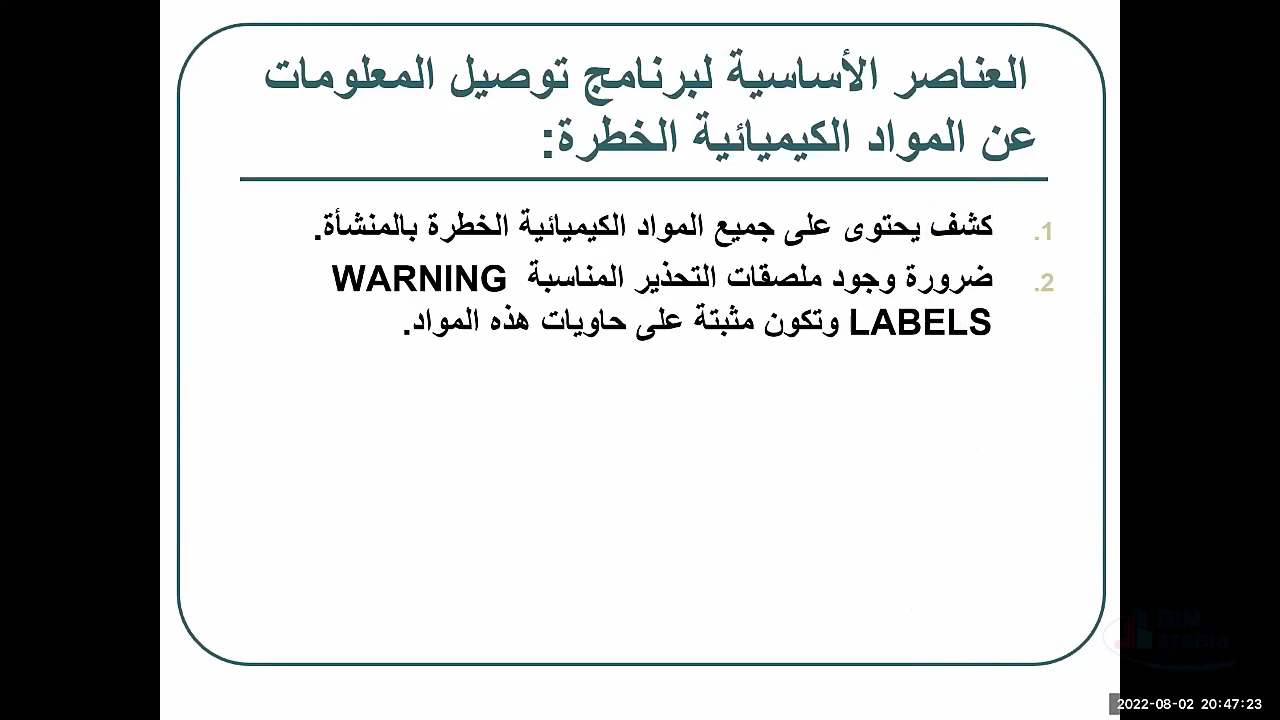 العناصر الأساسية لبرنامج توصيل المعلومات
عن المواد الكيميائية الخطرة:
1. كشف يحتوى على جميع المواد الكيميائية الخطرة بالمنشأة.
2. ضرورة وجود ملصقات التحذير المناسبة WARNING
LABELS وتكون مثبتة على حاويات هذه المواد.
BIM
arabia
2022-08-02 20:47:23